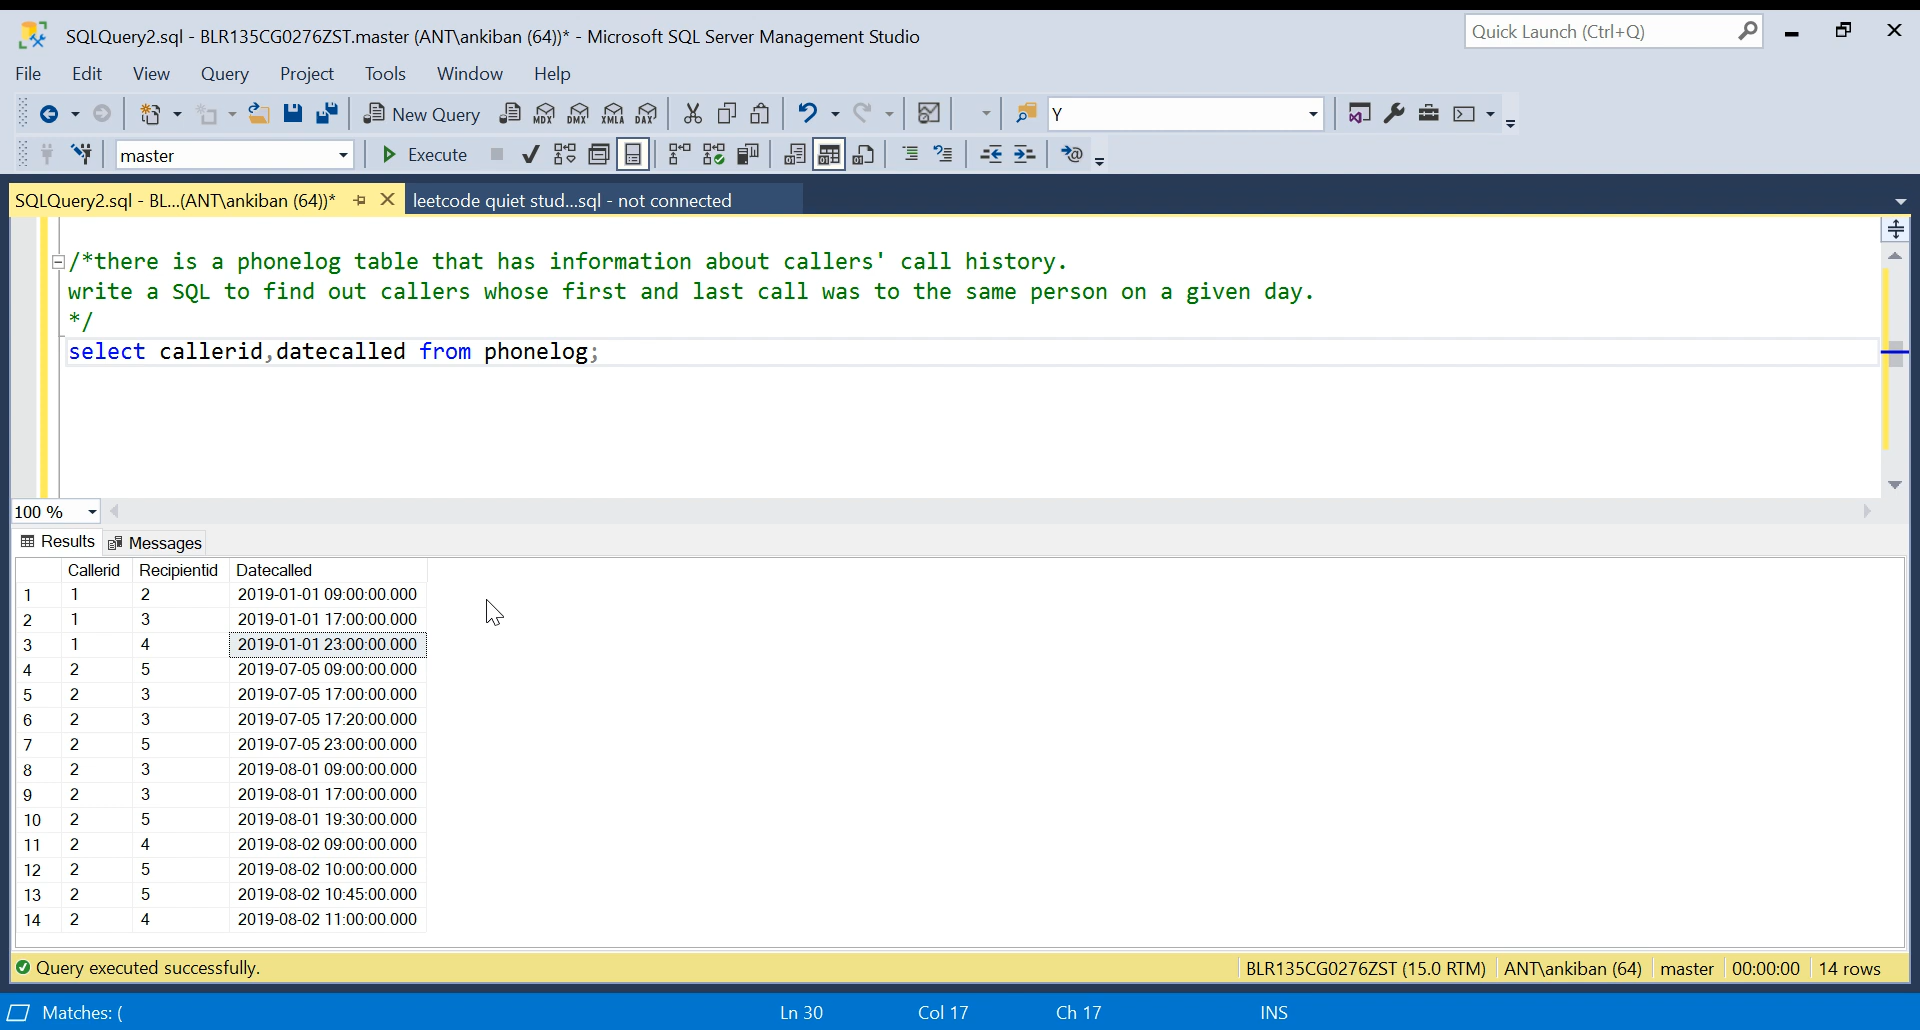 SQLQuery2.sql - BLR135CG0276ZST.master (ANT\ankiban (64))* - Microsoft SQL Server Management Studio
Quick Launch (Ctrl+Q)
File Edit View Query Project Tools Window Help
New Query MDX DMX XMLA DAX Y
master Execute
SQLQuery2.sql - BL...(ANT\ankiban (64))* leetcode quiet stud...sql - not connected
/*there is a phonelog table that has information about callers' call history.
write a SQL to find out callers whose first and last call was to the same person on a given day.
*/
select callerid,datecalled from phonelog;
100 %
Results Messages
Callerid Recipientid Datecalled
1 1 2 2019-01-01 09:00:00.000
2 1 3 2019-01-01 17:00:00.000
3 1 4 2019-01-01 23:00:00.000
4 2 5 2019-07-05 09:00:00.000
5 2 3 2019-07-05 17:00:00.000
6 2 3 2019-07-05 17:20:00.000
7 2 5 2019-07-05 23:00:00.000
8 2 3 2019-08-01 09:00:00.000
9 2 3 2019-08-01 17:00:00.000
10 2 5 2019-08-01 19:30:00.000
11 2 4 2019-08-02 09:00:00.000
12 2 5 2019-08-02 10:00:00.000
13 2 5 2019-08-02 10:45:00.000
14 2 4 2019-08-02 11:00:00.000
Query executed successfully. BLR135CG0276ZST (15.0 RTM) ANT\ankiban (64) master 00:00:00 14 rows
Matches: ( Ln 30 Col 17 Ch 17 INS